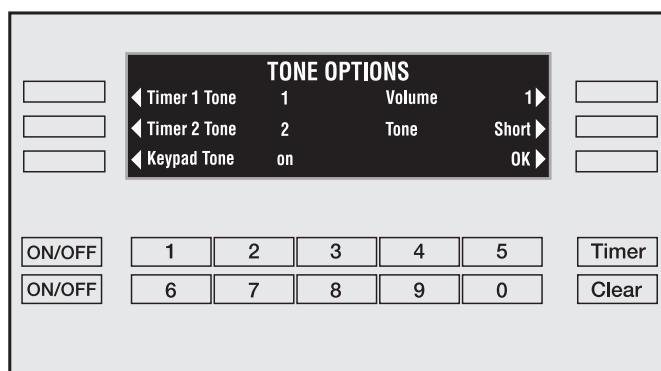 TONE OPTIONS
Timer 1 Tone 1 Volume 1
Timer 2 Tone 2 Tone Short
Keypad Tone on OK
ON/OFF 1 2 3 4 5 Timer
ON/OFF 6 7 8 9 0 Clear